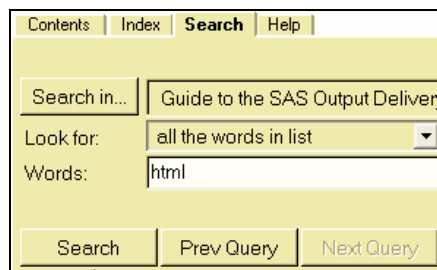 Contents Index Search Help
Search in... Guide to the SAS Output Delivery
Look for: all the words in list
Words: html
Search Prev Query Next Query